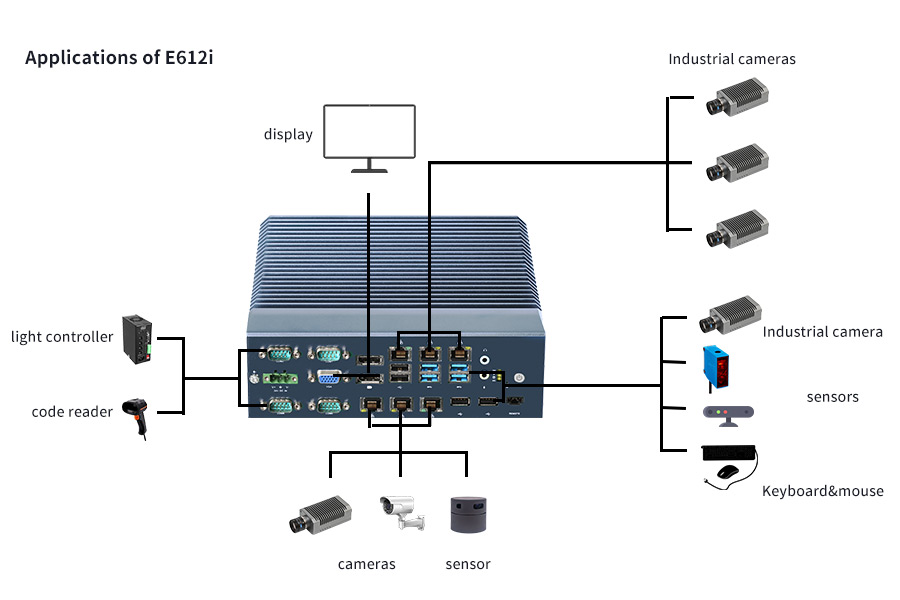 Applications of E612i
Industrial cameras
display
light controller
Industrial camera
code reader
sensors
Keyboard&mouse
cameras
sensor